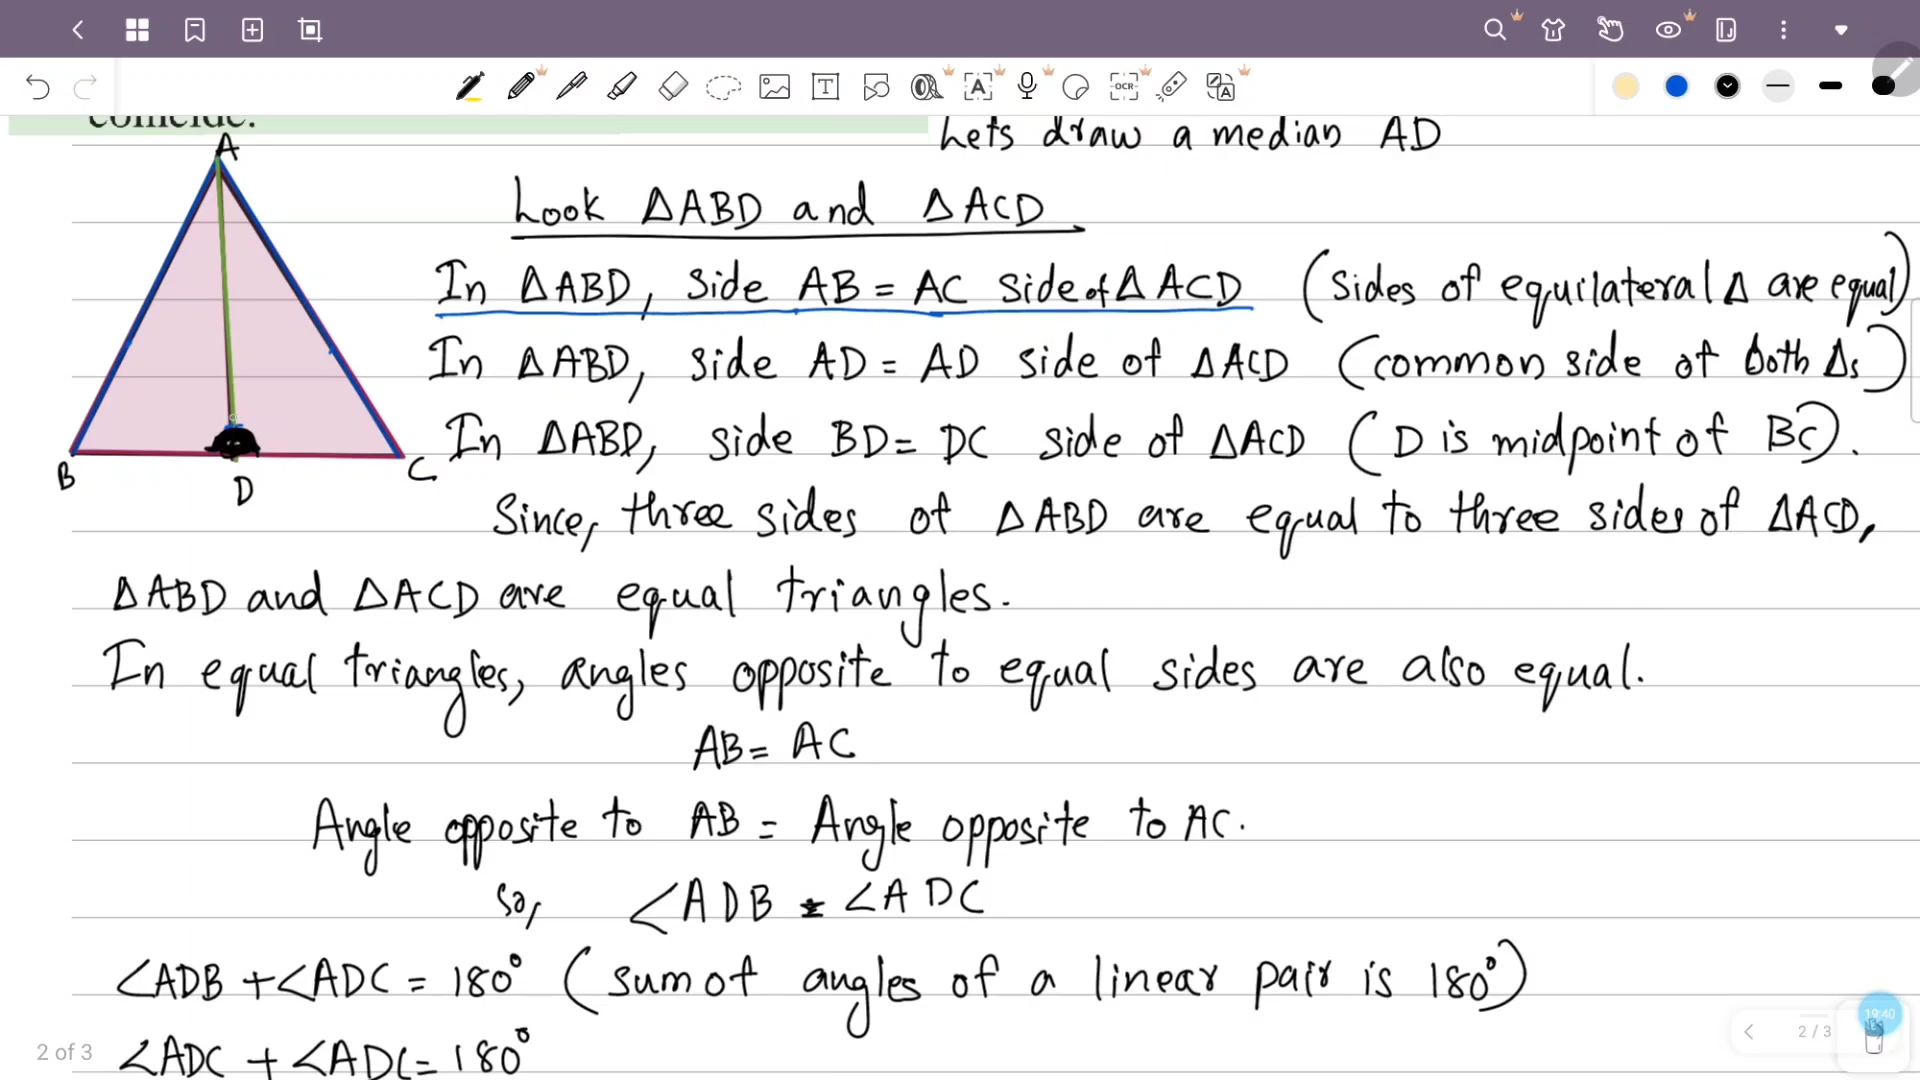 coincide.
Lets draw a median AD
A
Look ΔABD and ΔACD
In ΔABD, side AB = AC side of Δ ACD (sides of equilateral Δ are equal)
In ΔABD, side AD = AD side of ΔACD (common side of both Δs)
In ΔABD, side BD = DC side of ΔACD (D is midpoint of BC).
B
D
C
Since, three sides of ΔABD are equal to three sides of ΔACD,
ΔABD and ΔACD are equal triangles.
In equal triangles, angles opposite to equal sides are also equal.
AB = AC
Angle opposite to AB = Angle opposite to AC.
so, ∠ADB = ∠ADC
∠ADB + ∠ADC = 180° (sum of angles of a linear pair is 180°)
∠ADC + ∠ADC = 180°
2 of 3
2 / 3
19:40
OCR